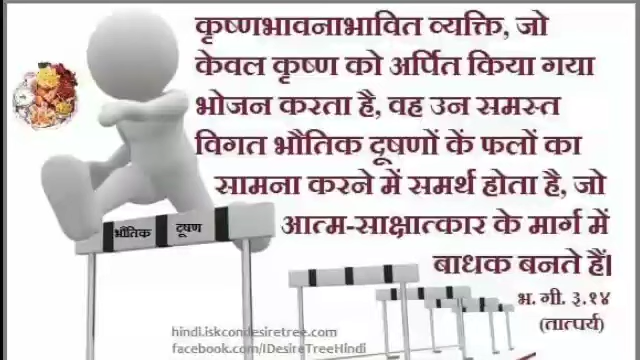 कृष्णभावनाभावित व्यक्ति, जो
केवल कृष्ण को अर्पित किया गया
भोजन करता है, वह उन समस्त
विगत भौतिक दूषणों कें फलों का
सामना करने में समर्थ होता है, जो
आत्म-साक्षात्कार के मार्ग में
बाधक बनते हैं।
भ. गी. ३.१४
(तात्पर्य)
भौतिक दूषण
hindi.iskcondesiretree.com
facebook.com/IDesireTreeHindi